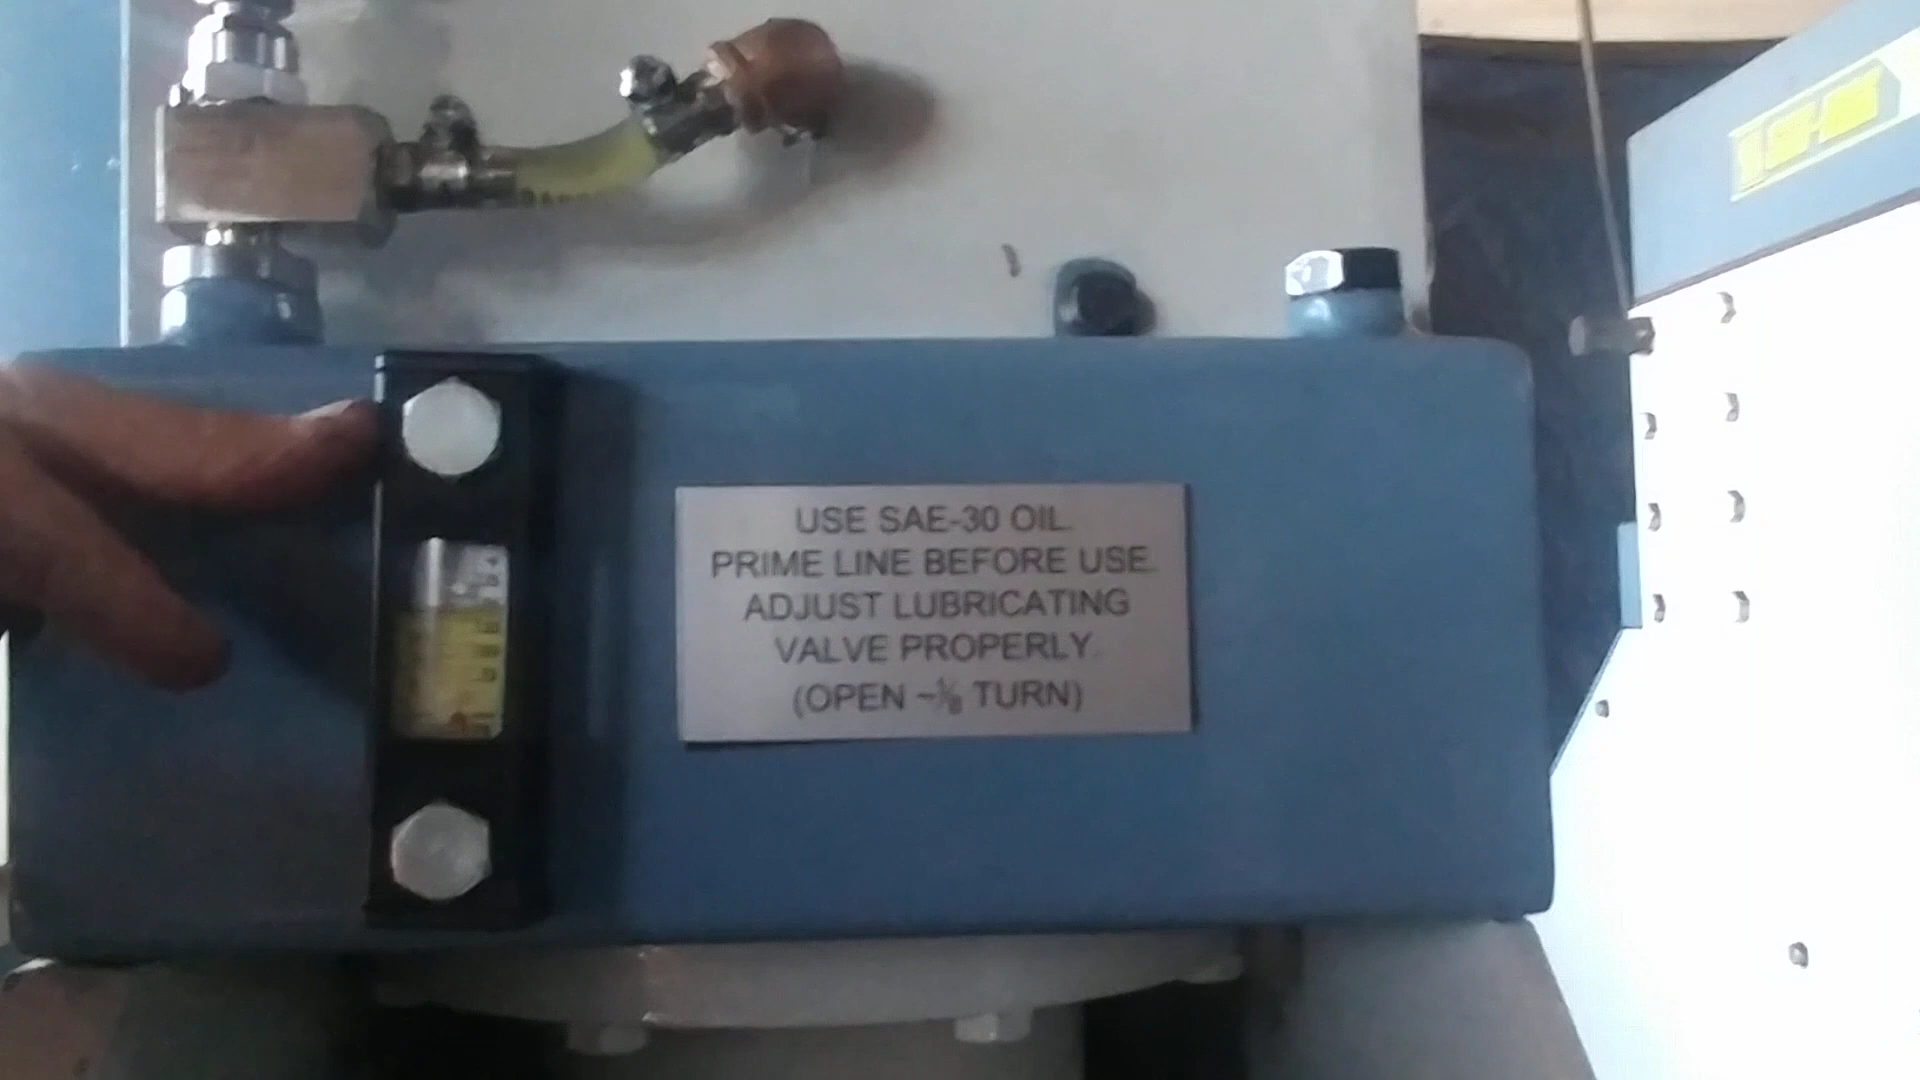 USE SAE-30 OIL.
PRIME LINE BEFORE USE.
ADJUST LUBRICATING
VALVE PROPERLY.
(OPEN ~⅛ TURN)